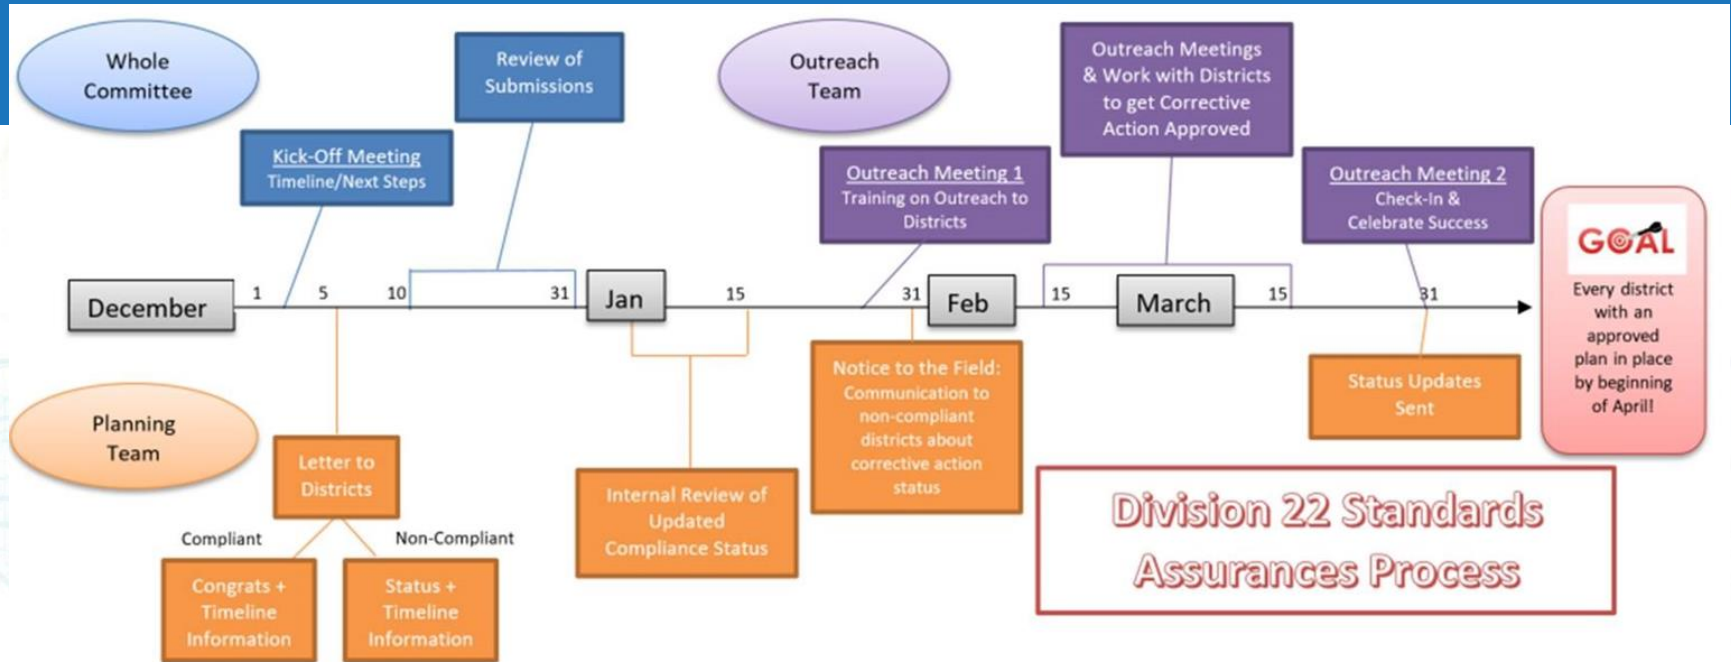 Whole
Committee
Review of
Submissions
Outreach
Team
Outreach Meetings
& Work with Districts
to get Corrective
Action Approved
Kick-Off Meeting
Timeline/Next Steps
Outreach Meeting 1
Training on Outreach to
Districts
Outreach Meeting 2
Check-In &
Celebrate Success
GOAL
Every district
with an
approved
plan in place
by beginning
of April!
December
1
5
10
31
Jan
15
31
Feb
15
March
15
31
Planning
Team
Letter to
Districts
Compliant
Non-Compliant
Congrats +
Timeline
Information
Status +
Timeline
Information
Internal Review of
Updated
Compliance Status
Notice to the Field:
Communication to
non-compliant
districts about
corrective action
status
Status Updates
Sent
Division 22 Standards
Assurances Process